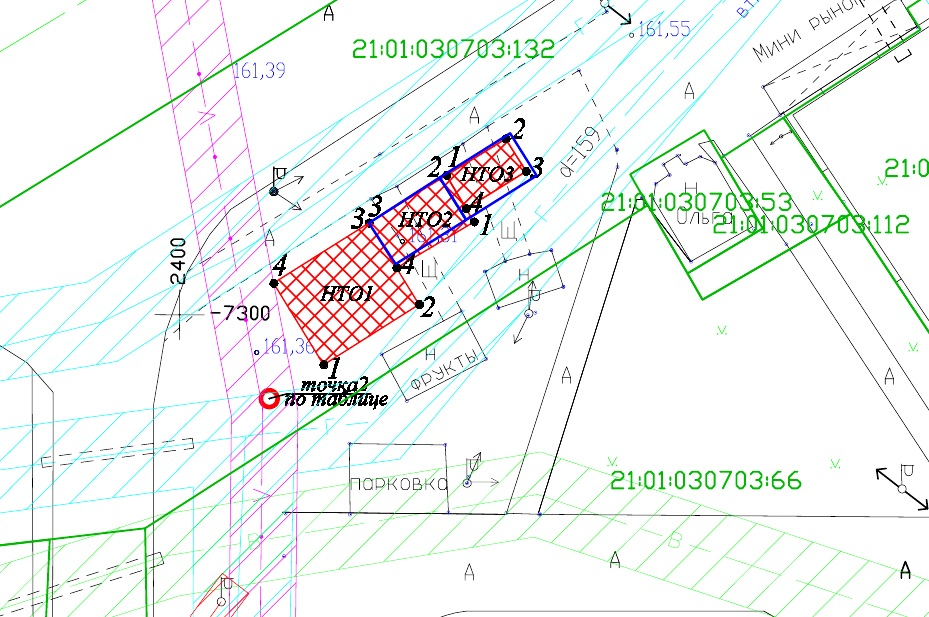 А
161,55
В.т.
Мини рыно
21:01:030703:132
161,39
А
А
d=159
2
1
2
НТО3
3
21:0
3
3
4
НТО2
1
21:01:030703:53
Н
Ольга
21:01:030703:112
А
2400
4
4
Щ
Щ
Н
НТО1
2
-7300
161,36
1
Н
ФРУКТЫ
точка2
по таблице
А
А
парковка
21:01:030703:66
В
А
А
А